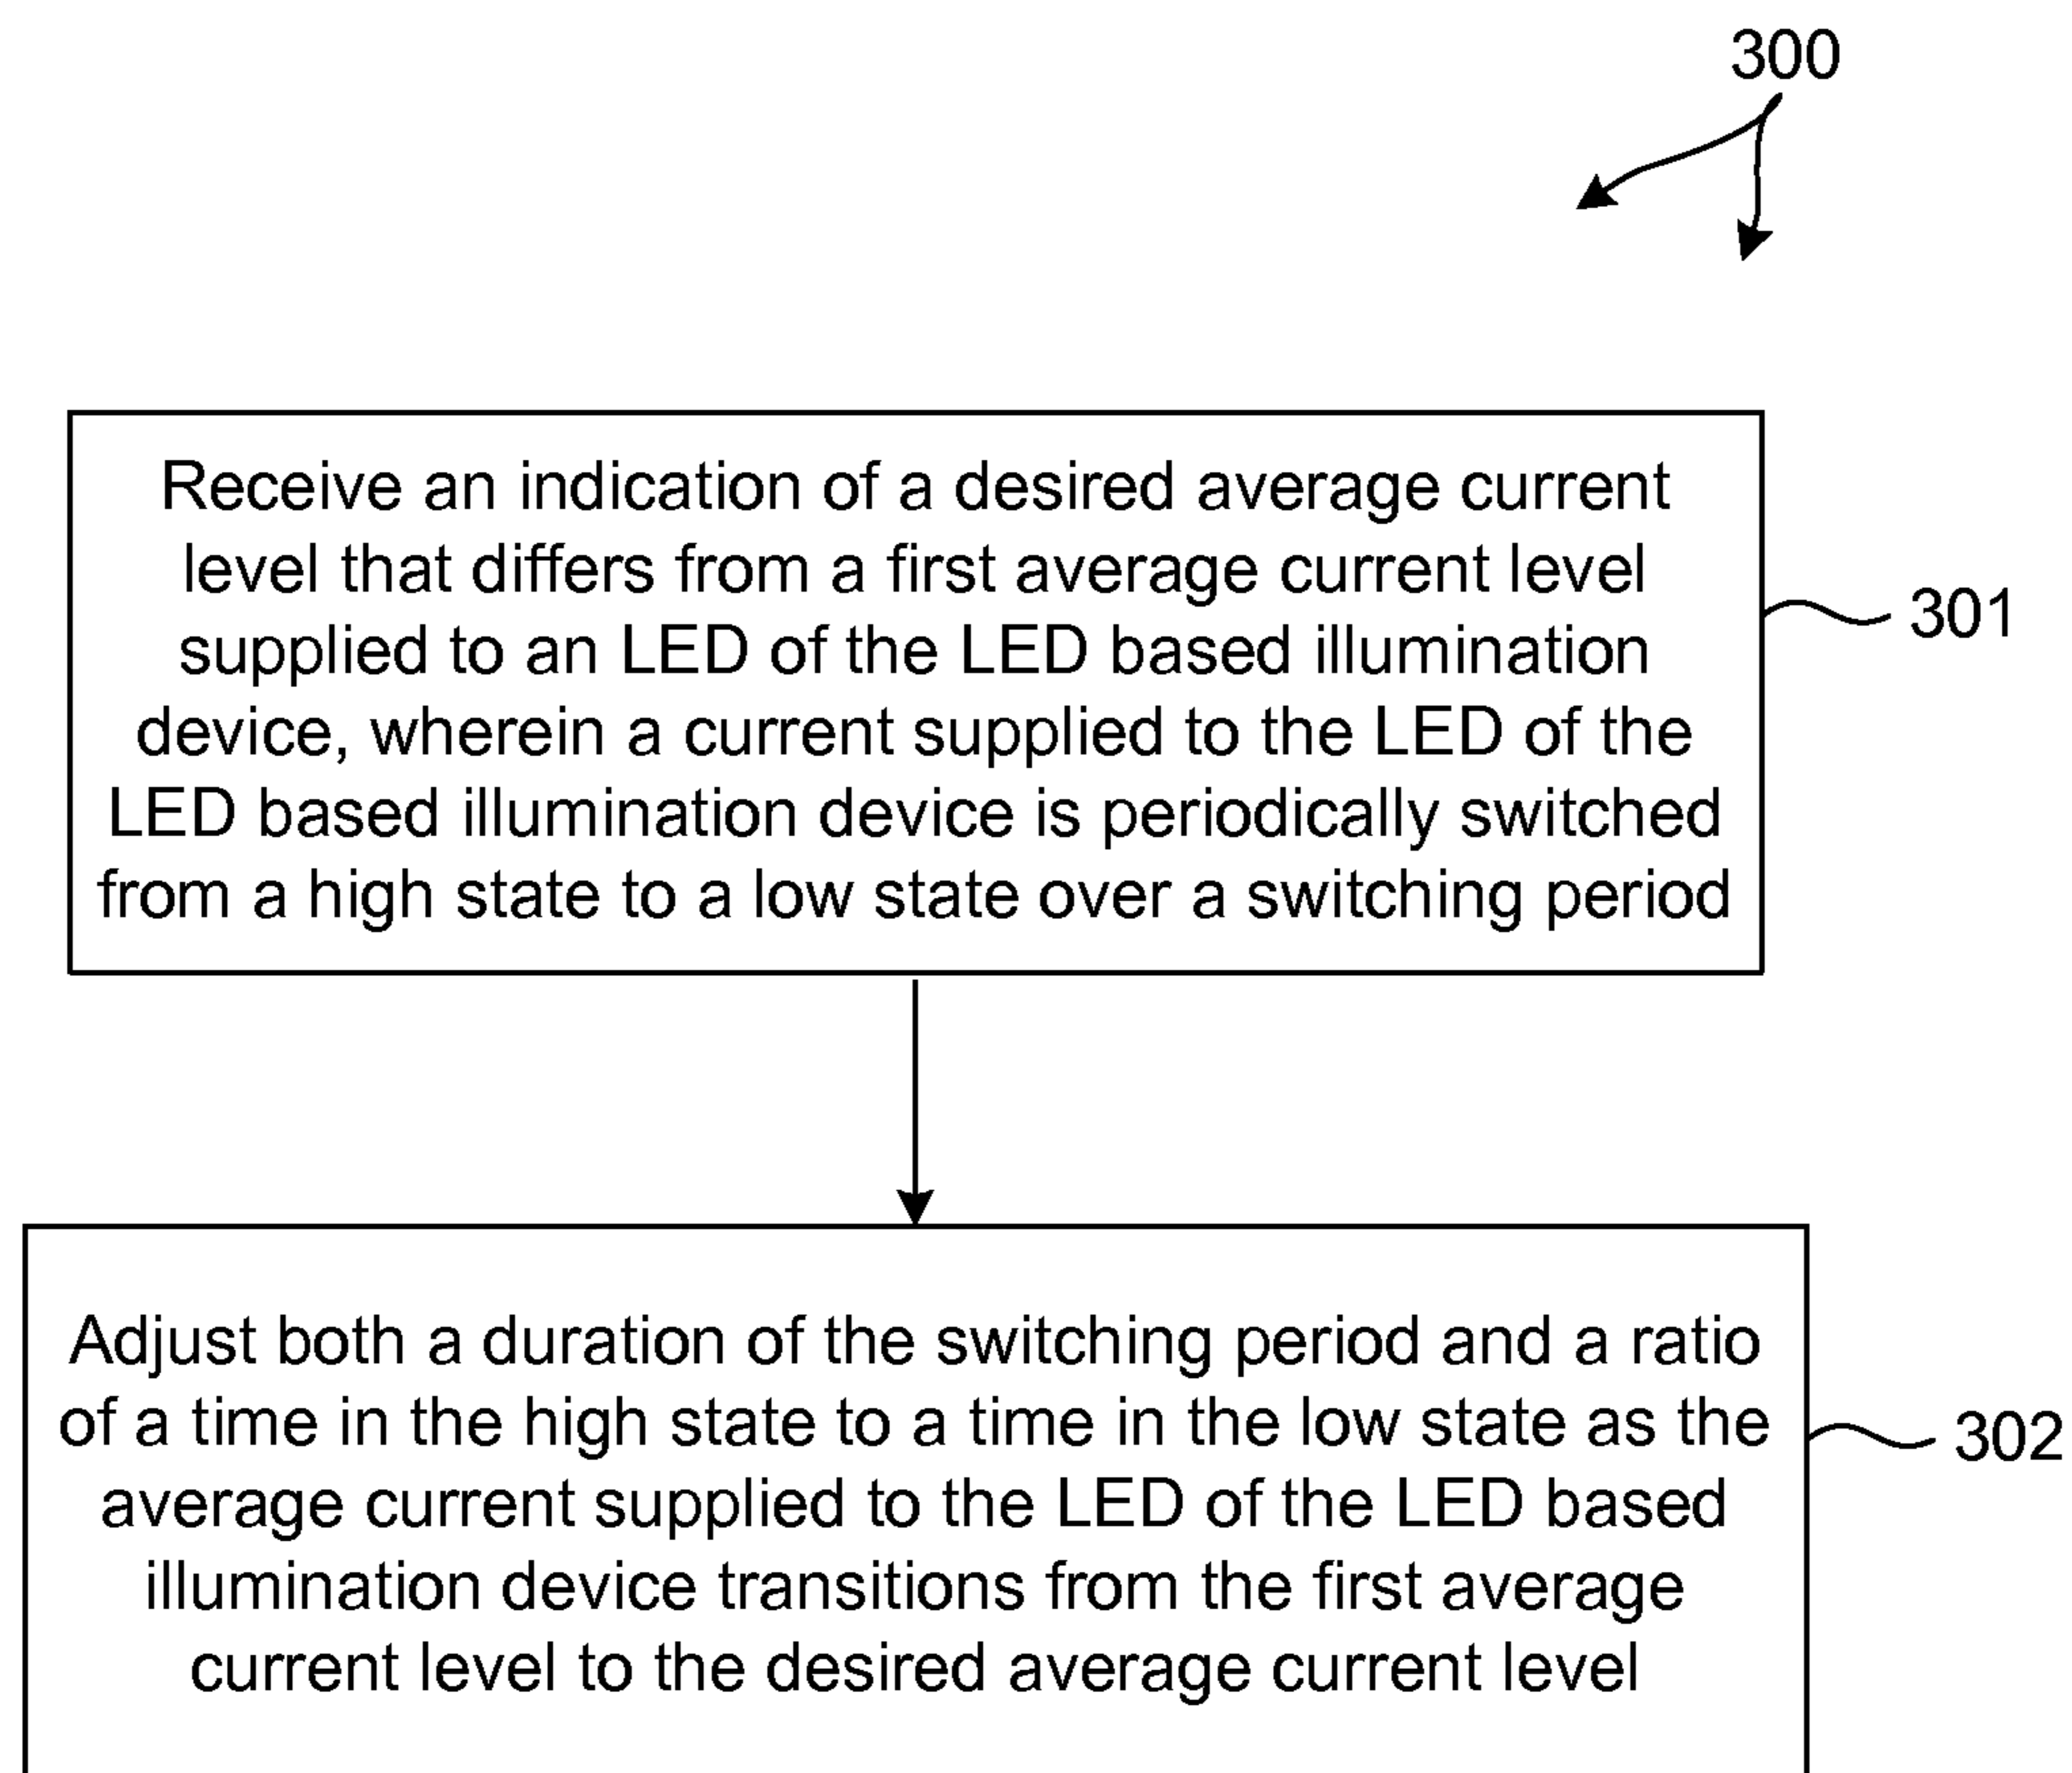 300
Receive an indication of a desired average current
level that differs from a first average current level
supplied to an LED of the LED based illumination
device, wherein a current supplied to the LED of the
LED based illumination device is periodically switched
from a high state to a low state over a switching period
301
Adjust both a duration of the switching period and a ratio
of a time in the high state to a time in the low state as the
average current supplied to the LED of the LED based
illumination device transitions from the first average
current level to the desired average current level
302